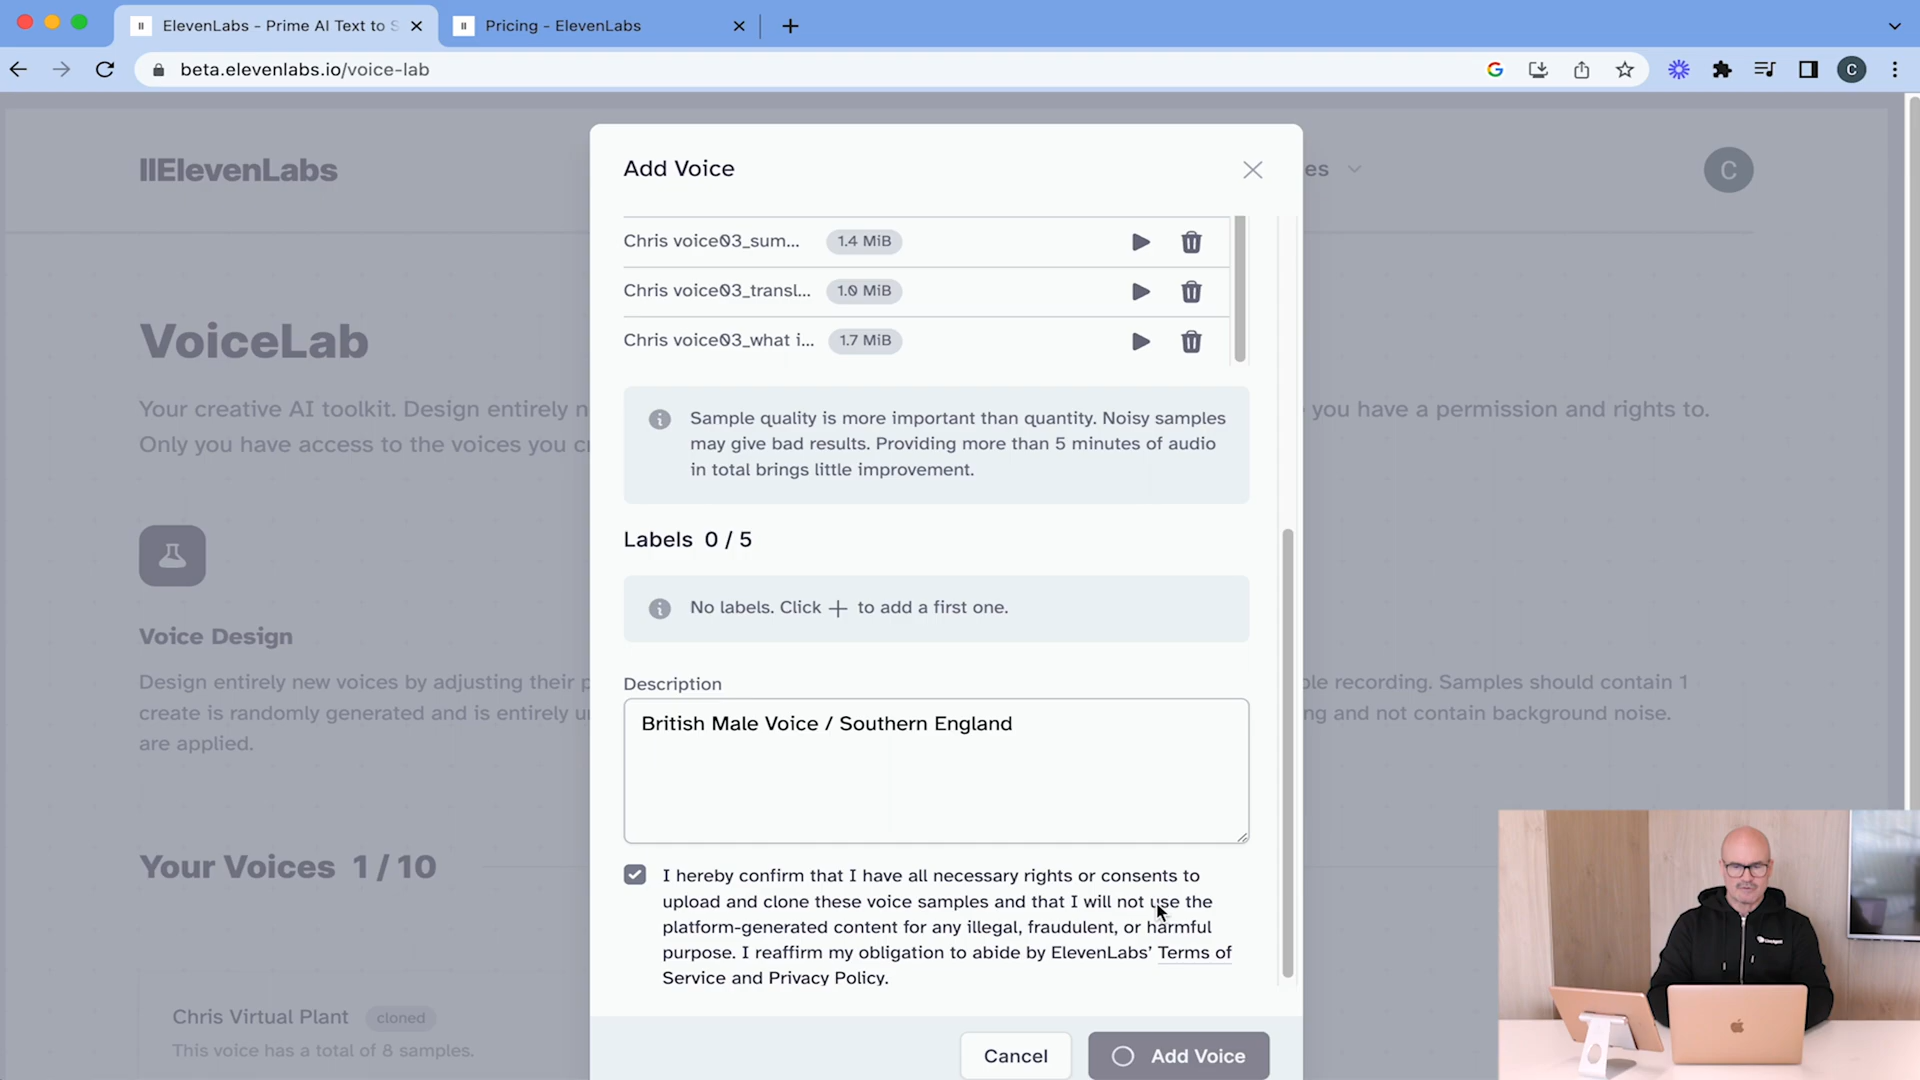 ElevenLabs - Prime AI Text to S
Pricing - ElevenLabs
beta.elevenlabs.io/voice-lab
C
IIElevenLabs
es
C
Add Voice
Chris voice03_sum... 1.4 MiB
Chris voice03_transl... 1.0 MiB
Chris voice03_what i... 1.7 MiB
VoiceLab
Your creative AI toolkit. Design entirely n
you have a permission and rights to.
Only you have access to the voices you cr
Sample quality is more important than quantity. Noisy samples
may give bad results. Providing more than 5 minutes of audio
in total brings little improvement.
Labels 0 / 5
No labels. Click + to add a first one.
Voice Design
Design entirely new voices by adjusting their p
create is randomly generated and is entirely un
are applied.
ple recording. Samples should contain 1
ng and not contain background noise.
Description
British Male Voice / Southern England
Your Voices 1 / 10
I hereby confirm that I have all necessary rights or consents to
upload and clone these voice samples and that I will not use the
platform-generated content for any illegal, fraudulent, or harmful
purpose. I reaffirm my obligation to abide by ElevenLabs' Terms of
Service and Privacy Policy.
Chris Virtual Plant cloned
This voice has a total of 8 samples.
Cancel
Add Voice